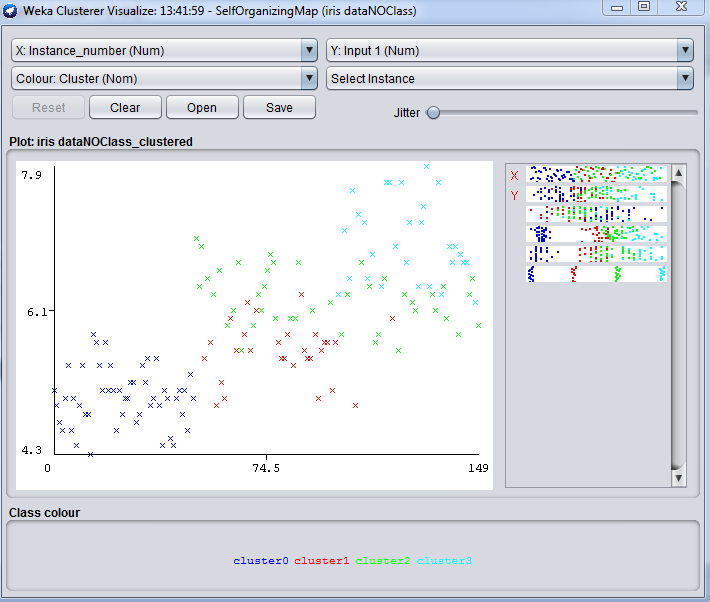 Weka Clusterer Visualize: 13:41:59 - SelfOrganizingMap (iris dataNOClass)
X: Instance_number (Num) Y: Input 1 (Num)
Colour: Cluster (Nom) Select Instance
Reset Clear Open Save Jitter
Plot: iris dataNOClass_clustered
7.9
6.1
4.3
0 74.5 149
X
Y
Class colour
cluster0 cluster1 cluster2 cluster3